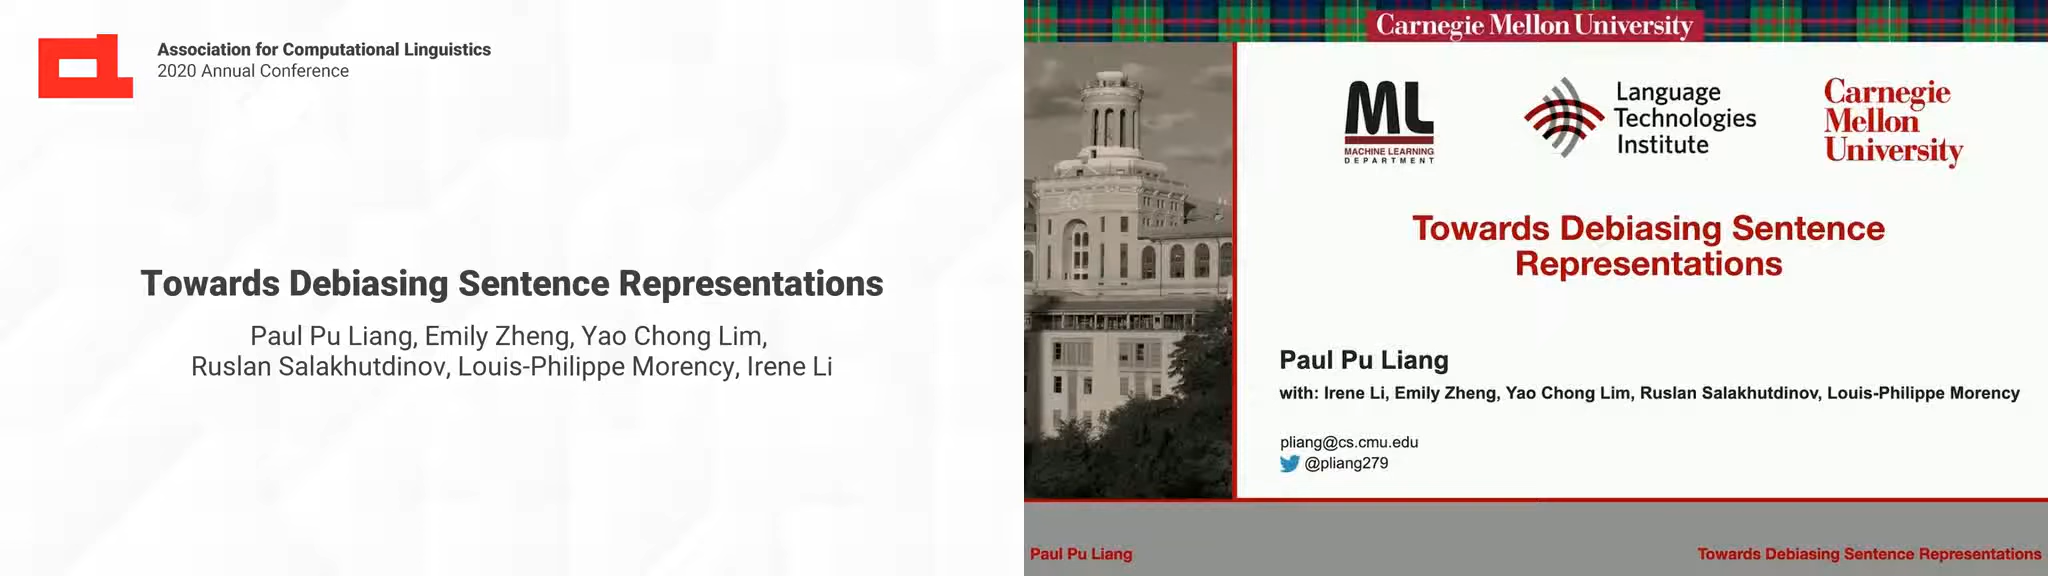 Association for Computational Linguistics
2020 Annual Conference
Towards Debiasing Sentence Representations
Paul Pu Liang, Emily Zheng, Yao Chong Lim,
Ruslan Salakhutdinov, Louis-Philippe Morency, Irene Li
Carnegie Mellon University
ML
MACHINE LEARNING
DEPARTMENT
Language
Technologies
Institute
Carnegie
Mellon
University
Towards Debiasing Sentence
Representations
Paul Pu Liang
with: Irene Li, Emily Zheng, Yao Chong Lim, Ruslan Salakhutdinov, Louis-Philippe Morency
pliang@cs.cmu.edu
@pliang279
Paul Pu Liang
Towards Debiasing Sentence Representations